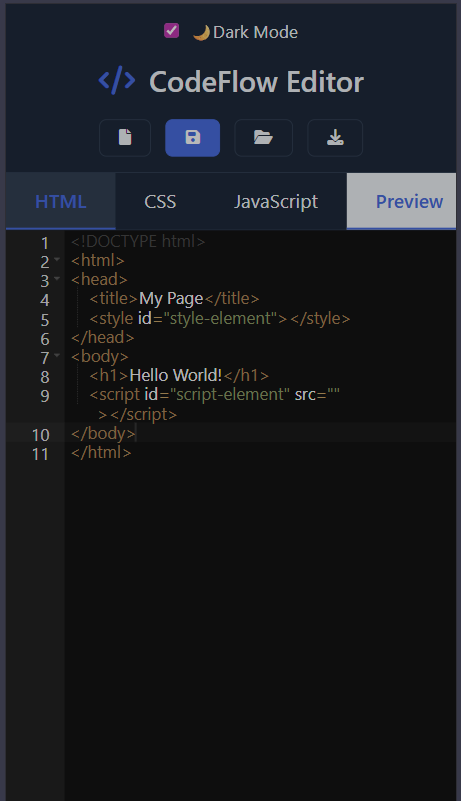 🌙Dark Mode
</> CodeFlow Editor
HTML CSS JavaScript Preview
1 <!DOCTYPE html>
2 <html>
3 <head>
4 <title>My Page</title>
5 <style id="style-element"></style>
6 </head>
7 <body>
8 <h1>Hello World!</h1>
9 <script id="script-element" src=""
></script>
10 </body>
11 </html>